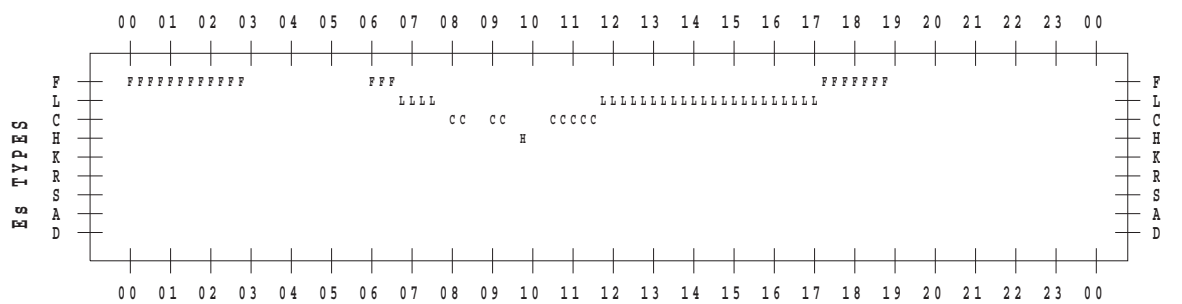 00 01 02 03 04 05 06 07 08 09 10 11 12 13 14 15 16 17 18 19 20 21 22 23 00
F FFFFFFFFFFFF FFF FFFFFFF F
L LLLL LLLLLLLLLLLLLLLLLLLLLL L
C CC CC CCCCC C
H H H
K K
R R
S S
A A
D D
Es TYPES
00 01 02 03 04 05 06 07 08 09 10 11 12 13 14 15 16 17 18 19 20 21 22 23 00